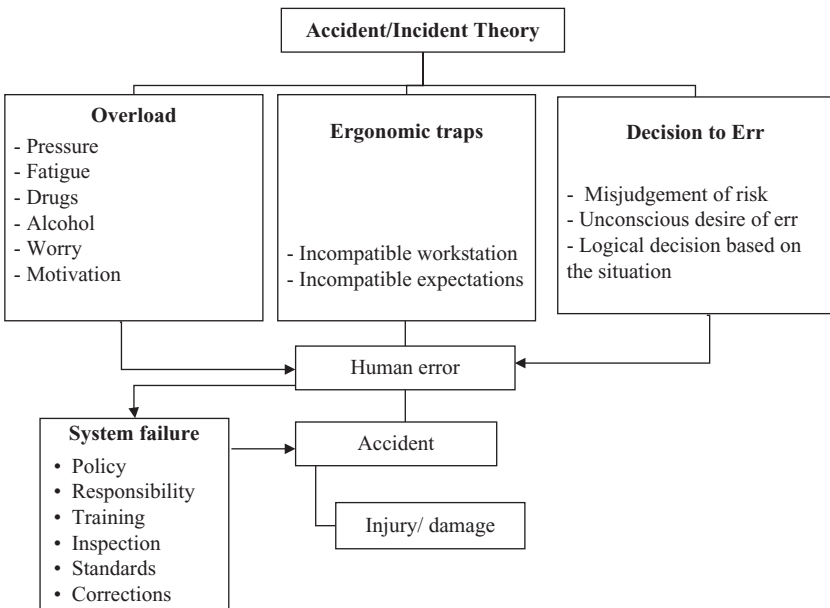 Accident/Incident Theory
Overload
- Pressure
- Fatigue
- Drugs
- Alcohol
- Worry
- Motivation
Ergonomic traps
- Incompatible workstation
- Incompatible expectations
Decision to Err
- Misjudgement of risk
- Unconscious desire of err
- Logical decision based on
the situation
Human error
System failure
• Policy
• Responsibility
• Training
• Inspection
• Standards
• Corrections
Accident
Injury/ damage